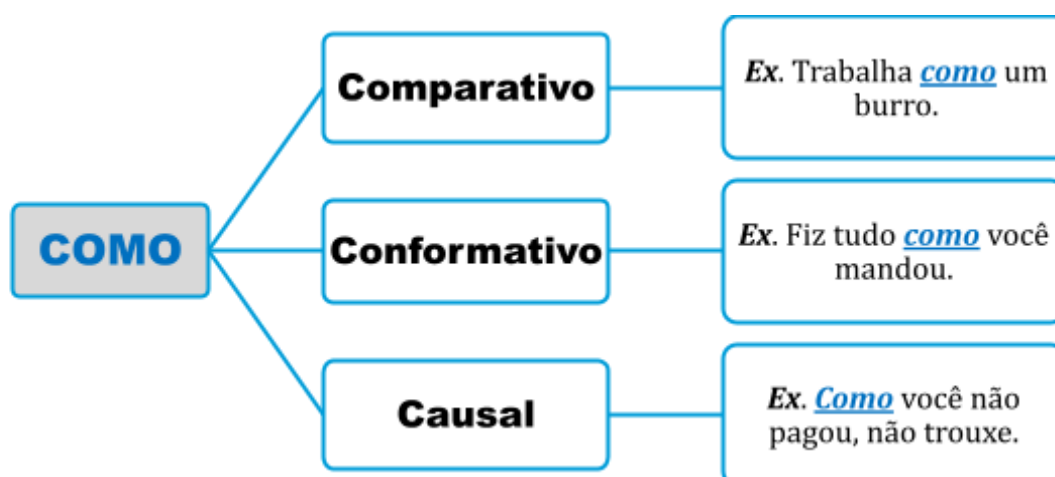 COMO
Comparativo
Ex. Trabalha como um
burro.
Conformativo
Ex. Fiz tudo como você
mandou.
Causal
Ex. Como você não
pagou, não trouxe.